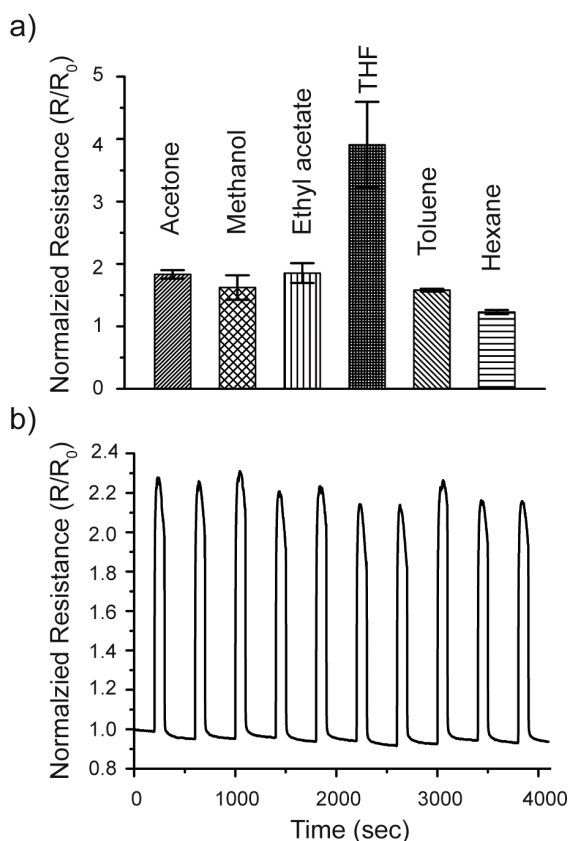 a)
Normalzied Resistance (R/R0)
5
4
3
2
1
0
Acetone
Methanol
Ethyl acetate
THF
Toluene
Hexane
b)
Normalzied Resistance (R/R0)
2.4
2.2
2.0
1.8
1.6
1.4
1.2
1.0
0.8
0 1000 2000 3000 4000
Time (sec)